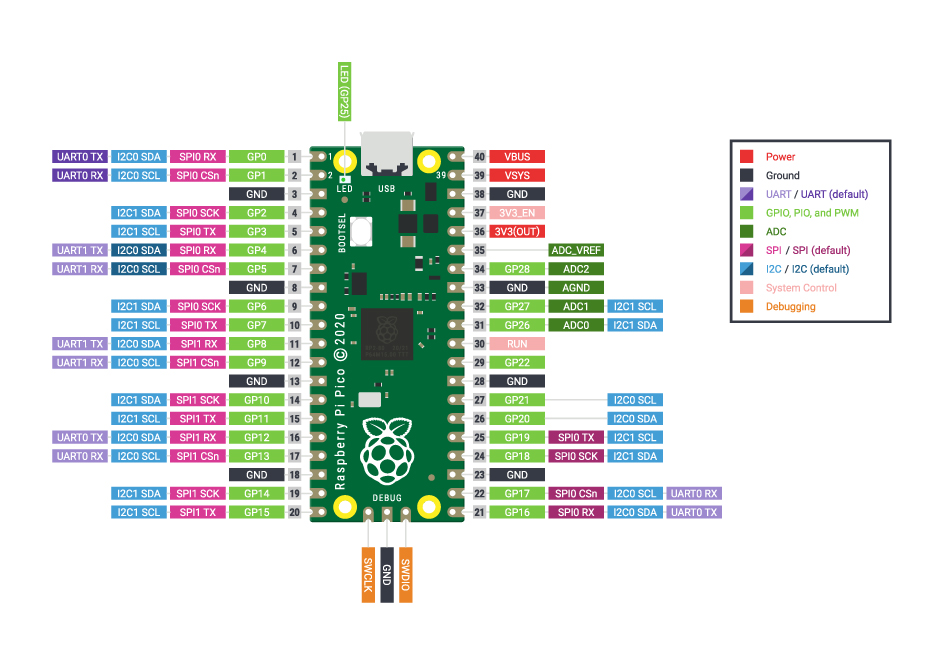 LED (GP25)
UART0 TX I2C0 SDA SPI0 RX GP0 1 1 40 VBUS
UART0 RX I2C0 SCL SPI0 CSn GP1 2 2 39 39 VSYS
LED USB
GND 3 38 GND
I2C1 SDA SPI0 SCK GP2 4 37 3V3_EN
I2C1 SCL SPI0 TX GP3 5 36 3V3(OUT)
BOOTSEL
UART1 TX I2C0 SDA SPI0 RX GP4 6 35 ADC_VREF
UART1 RX I2C0 SCL SPI0 CSn GP5 7 34 GP28 ADC2
GND 8 33 GND AGND
I2C1 SDA SPI0 SCK GP6 9 32 GP27 ADC1 I2C1 SCL
I2C1 SCL SPI0 TX GP7 10 31 GP26 ADC0 I2C1 SDA
UART1 TX I2C0 SDA SPI1 RX GP8 11 30 RUN
UART1 RX I2C0 SCL SPI1 CSn GP9 12 29 GP22
GND 13 28 GND
I2C1 SDA SPI1 SCK GP10 14 27 GP21 I2C0 SCL
I2C1 SCL SPI1 TX GP11 15 26 GP20 I2C0 SDA
UART0 TX I2C0 SDA SPI1 RX GP12 16 25 GP19 SPI0 TX I2C1 SCL
UART0 RX I2C0 SCL SPI1 CSn GP13 17 24 GP18 SPI0 SCK I2C1 SDA
GND 18 23 GND
I2C1 SDA SPI1 SCK GP14 19 22 GP17 SPI0 CSn I2C0 SCL UART0 RX
I2C1 SCL SPI1 TX GP15 20 21 GP16 SPI0 RX I2C0 SDA UART0 TX
Raspberry Pi Pico © 2020
DEBUG
SWCLK
GND
SWDIO
Power
Ground
UART / UART (default)
GPIO, PIO, and PWM
ADC
SPI / SPI (default)
I2C / I2C (default)
System Control
Debugging